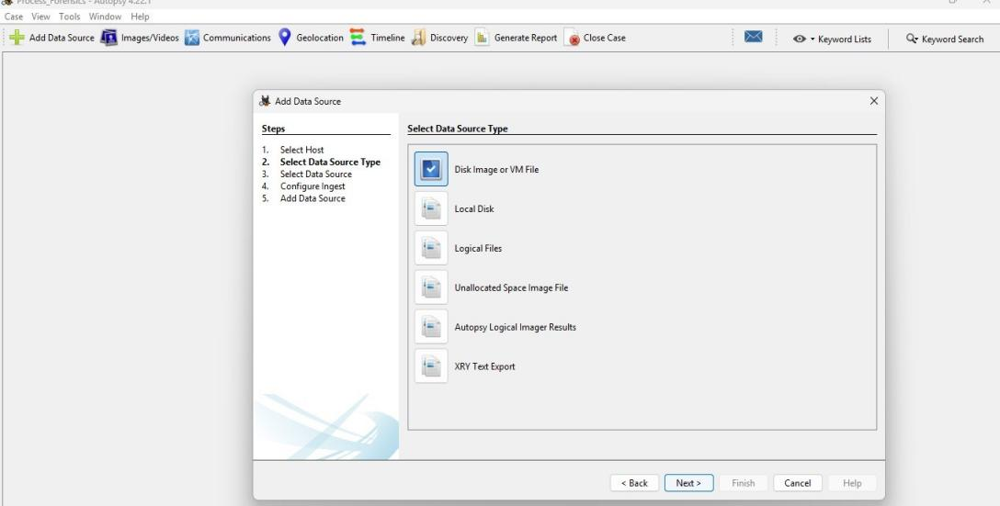 Process_Forensics - Autopsy 4.22.1
Case View Tools Window Help
Add Data Source Images/Videos Communications Geolocation Timeline Discovery Generate Report Close Case Keyword Lists Keyword Search
Add Data Source
Steps
1. Select Host
2. Select Data Source Type
3. Select Data Source
4. Configure Ingest
5. Add Data Source
Select Data Source Type
Disk Image or VM File
Local Disk
Logical Files
Unallocated Space Image File
Autopsy Logical Imager Results
XRY Text Export
< Back Next > Finish Cancel Help